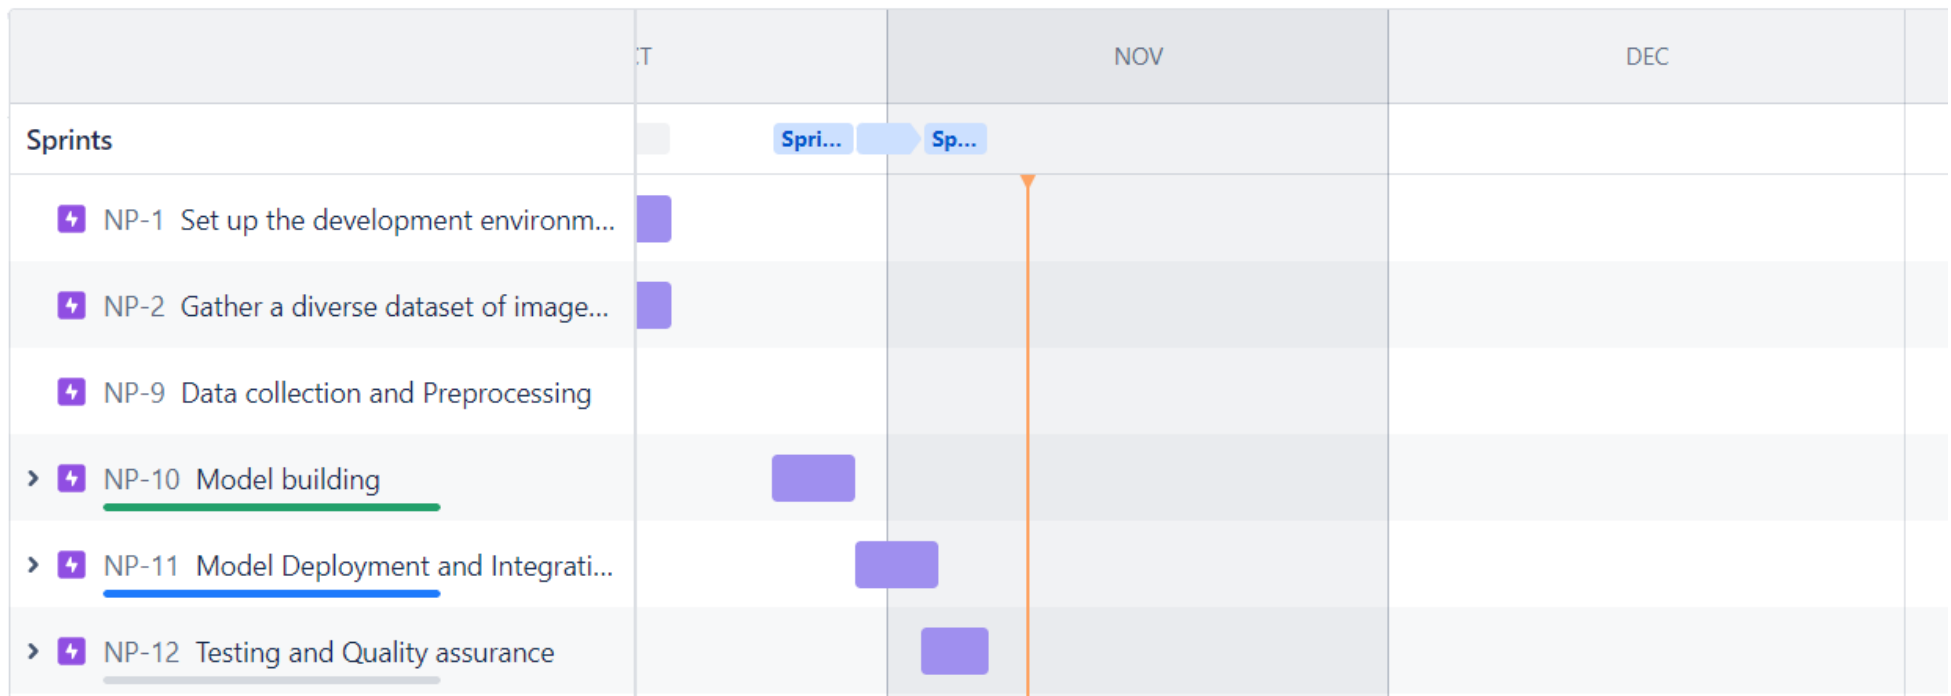 NOV
DEC
Sprints
Spri...
Sp...
NP-1 Set up the development environm...
NP-2 Gather a diverse dataset of image...
NP-9 Data collection and Preprocessing
NP-10 Model building
NP-11 Model Deployment and Integrati...
NP-12 Testing and Quality assurance